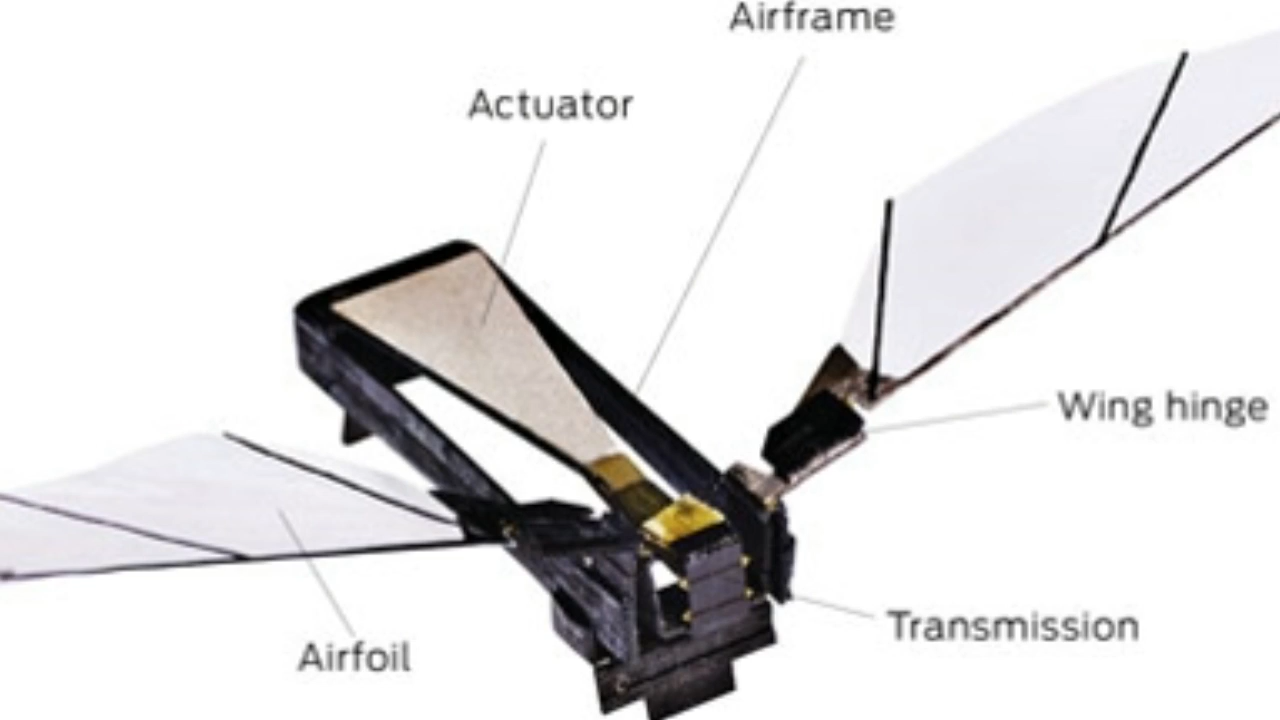 Airframe
Actuator
Wing hinge
Transmission
Airfoil